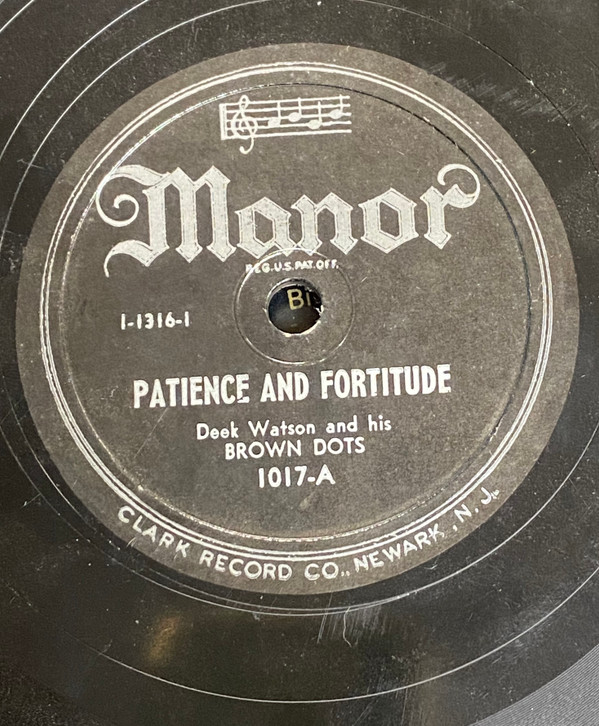 Manor
REG.U.S.PAT.OFF.
Bi
1-1316-1
PATIENCE AND FORTITUDE
Deek Watson and his
BROWN DOTS
1017-A
CLARK RECORD CO., NEWARK, N.J.